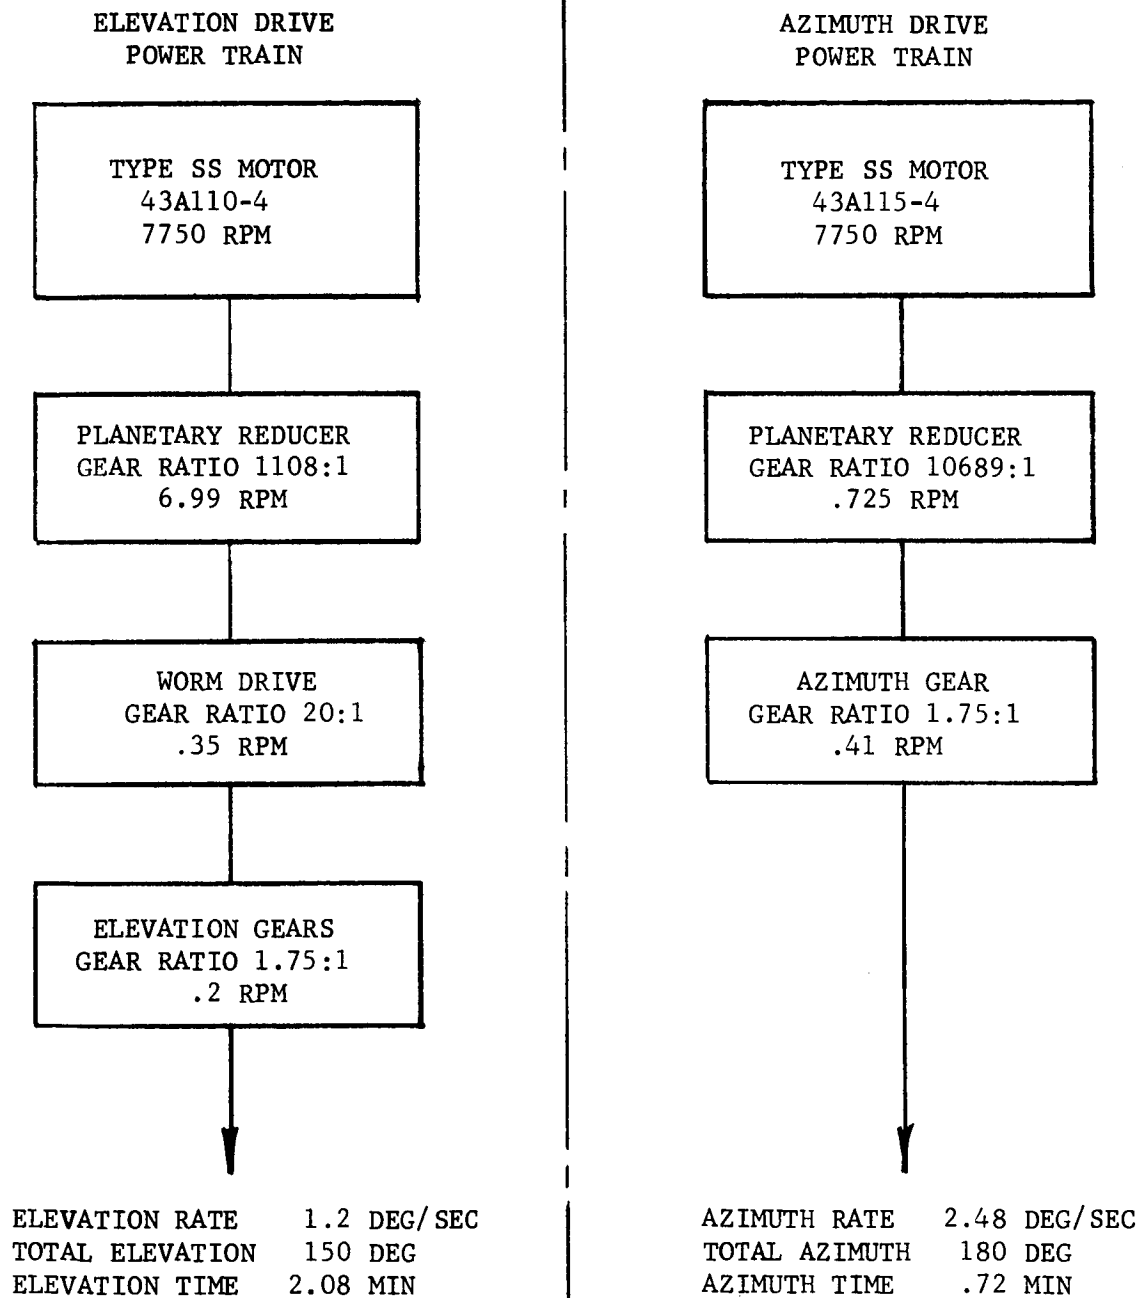 ELEVATION DRIVE
POWER TRAIN
TYPE SS MOTOR
43A110-4
7750 RPM
PLANETARY REDUCER
GEAR RATIO 1108:1
6.99 RPM
WORM DRIVE
GEAR RATIO 20:1
.35 RPM
ELEVATION GEARS
GEAR RATIO 1.75:1
.2 RPM
ELEVATION RATE 1.2 DEG/SEC
TOTAL ELEVATION 150 DEG
ELEVATION TIME 2.08 MIN
AZIMUTH DRIVE
POWER TRAIN
TYPE SS MOTOR
43A115-4
7750 RPM
PLANETARY REDUCER
GEAR RATIO 10689:1
.725 RPM
AZIMUTH GEAR
GEAR RATIO 1.75:1
.41 RPM
AZIMUTH RATE 2.48 DEG/SEC
TOTAL AZIMUTH 180 DEG
AZIMUTH TIME .72 MIN